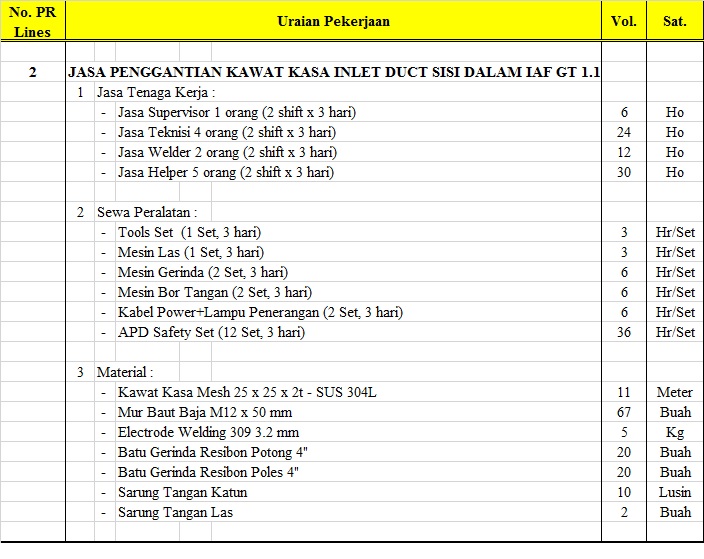 No. PR Lines Uraian Pekerjaan Vol. Sat.
2 JASA PENGGANTIAN KAWAT KASA INLET DUCT SISI DALAM IAF GT 1.1
1 Jasa Tenaga Kerja :
- Jasa Supervisor 1 orang (2 shift x 3 hari) 6 Ho
- Jasa Teknisi 4 orang (2 shift x 3 hari) 24 Ho
- Jasa Welder 2 orang (2 shift x 3 hari) 12 Ho
- Jasa Helper 5 orang (2 shift x 3 hari) 30 Ho
2 Sewa Peralatan :
- Tools Set (1 Set, 3 hari) 3 Hr/Set
- Mesin Las (1 Set, 3 hari) 3 Hr/Set
- Mesin Gerinda (2 Set, 3 hari) 6 Hr/Set
- Mesin Bor Tangan (2 Set, 3 hari) 6 Hr/Set
- Kabel Power+Lampu Penerangan (2 Set, 3 hari) 6 Hr/Set
- APD Safety Set (12 Set, 3 hari) 36 Hr/Set
3 Material :
- Kawat Kasa Mesh 25 x 25 x 2t - SUS 304L 11 Meter
- Mur Baut Baja M12 x 50 mm 67 Buah
- Electrode Welding 309 3.2 mm 5 Kg
- Batu Gerinda Resibon Potong 4" 20 Buah
- Batu Gerinda Resibon Poles 4" 20 Buah
- Sarung Tangan Katun 10 Lusin
- Sarung Tangan Las 2 Buah